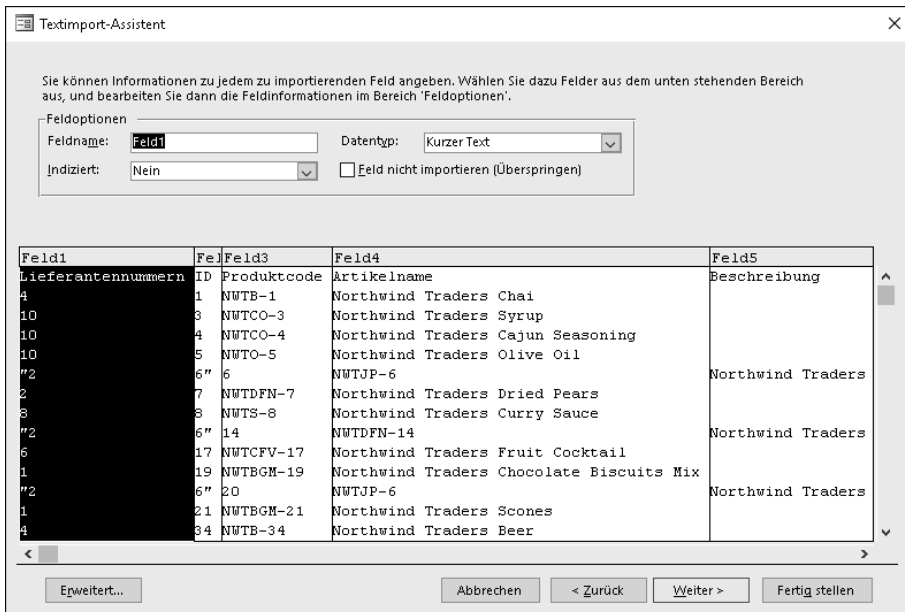 Textimport-Assistent
Sie können Informationen zu jedem zu importierenden Feld angeben. Wählen Sie dazu Felder aus dem unten stehenden Bereich
aus, und bearbeiten Sie dann die Feldinformationen im Bereich 'Feldoptionen'.
Feldoptionen
Feldname: Feld1 Datentyp: Kurzer Text
Indiziert: Nein Feld nicht importieren (Überspringen)
Feld1 Fel Feld3 Feld4 Feld5
Lieferantennummern ID Produktcode Artikelname Beschreibung
4 1 NWTB-1 Northwind Traders Chai
10 3 NWTCO-3 Northwind Traders Syrup
10 4 NWTCO-4 Northwind Traders Cajun Seasoning
10 5 NWTO-5 Northwind Traders Olive Oil
"2 6" 6 NWTJP-6 Northwind Traders
2 7 NWTDFN-7 Northwind Traders Dried Pears
8 8 NWTS-8 Northwind Traders Curry Sauce
"2 6" 14 NWTDFN-14 Northwind Traders
6 17 NWTCFV-17 Northwind Traders Fruit Cocktail
1 19 NWTBGM-19 Northwind Traders Chocolate Biscuits Mix
"2 6" 20 NWTJP-6 Northwind Traders
1 21 NWTBGM-21 Northwind Traders Scones
4 34 NWTB-34 Northwind Traders Beer
Erweitert... Abbrechen < Zurück Weiter > Fertig stellen